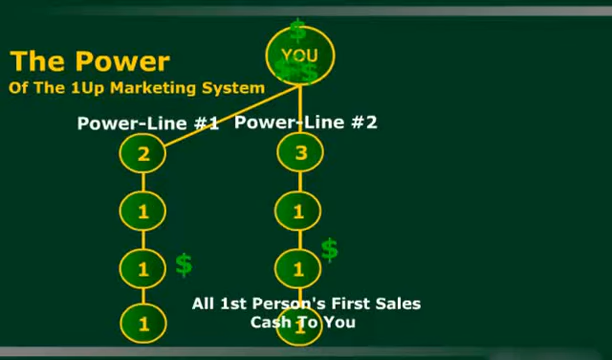 $
YOU
$ $
The Power
Of The 1Up Marketing System
Power-Line #1 Power-Line #2
2 3
1 1
1 $ 1 $
All 1st Person's First Sales
Cash To You
1 1